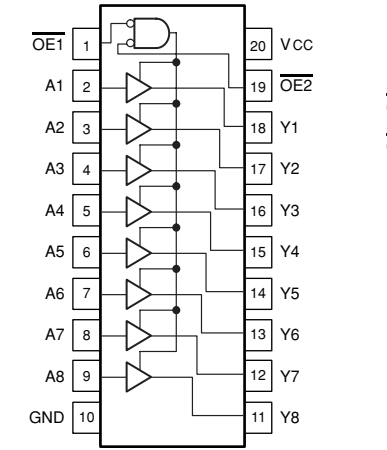 OE1 1 20 VCC
A1 2 19 OE2
A2 3 18 Y1
A3 4 17 Y2
A4 5 16 Y3
A5 6 15 Y4
A6 7 14 Y5
A7 8 13 Y6
A8 9 12 Y7
GND 10 11 Y8